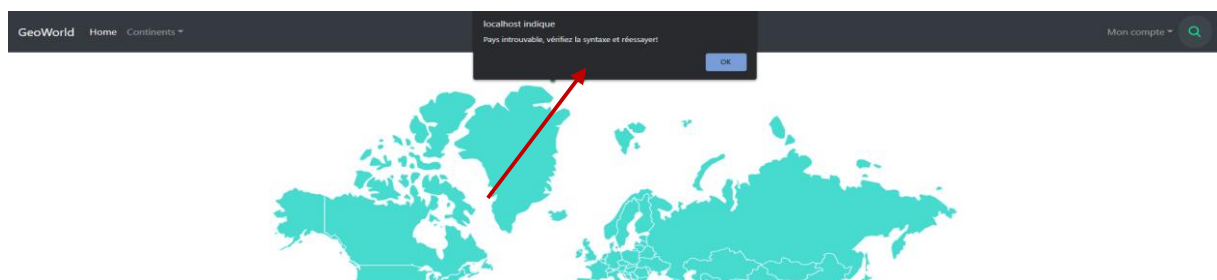 localhost indique
Pays introuvable, vérifiez la syntaxe et réessayer!
OK
GeoWorld Home Continents
Mon compte